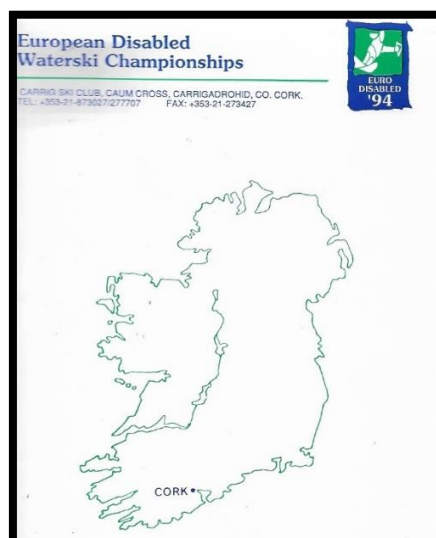 European Disabled
Waterski Championships
CARRIG SKI CLUB, CAUM CROSS, CARRIGADROHID, CO. CORK.
TEL: +353-21-873027/277707 FAX: +353-21-273427
EURO
DISABLED
'94
CORK